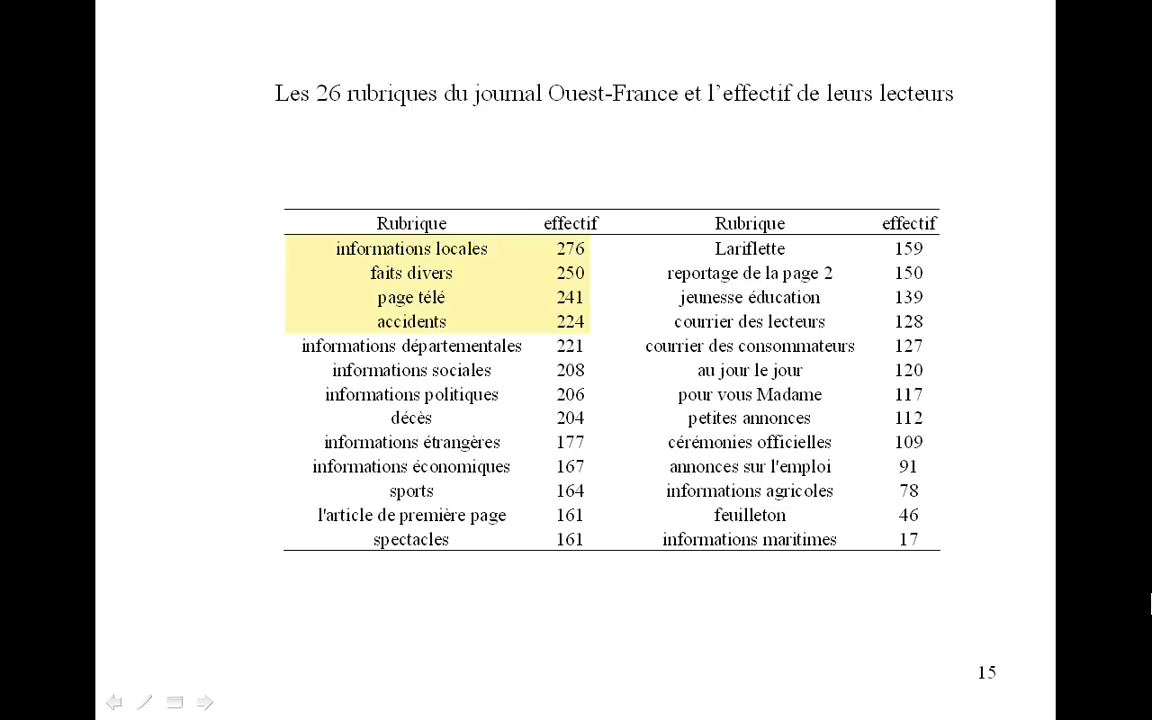 Les 26 rubriques du journal Ouest-France et l’effectif de leurs lecteurs
Rubrique effectif Rubrique effectif
informations locales 276 Lariflette 159
faits divers 250 reportage de la page 2 150
page télé 241 jeunesse éducation 139
accidents 224 courrier des lecteurs 128
informations départementales 221 courrier des consommateurs 127
informations sociales 208 au jour le jour 120
informations politiques 206 pour vous Madame 117
décès 204 petites annonces 112
informations étrangères 177 cérémonies officielles 109
informations économiques 167 annonces sur l'emploi 91
sports 164 informations agricoles 78
l'article de première page 161 feuilleton 46
spectacles 161 informations maritimes 17
15